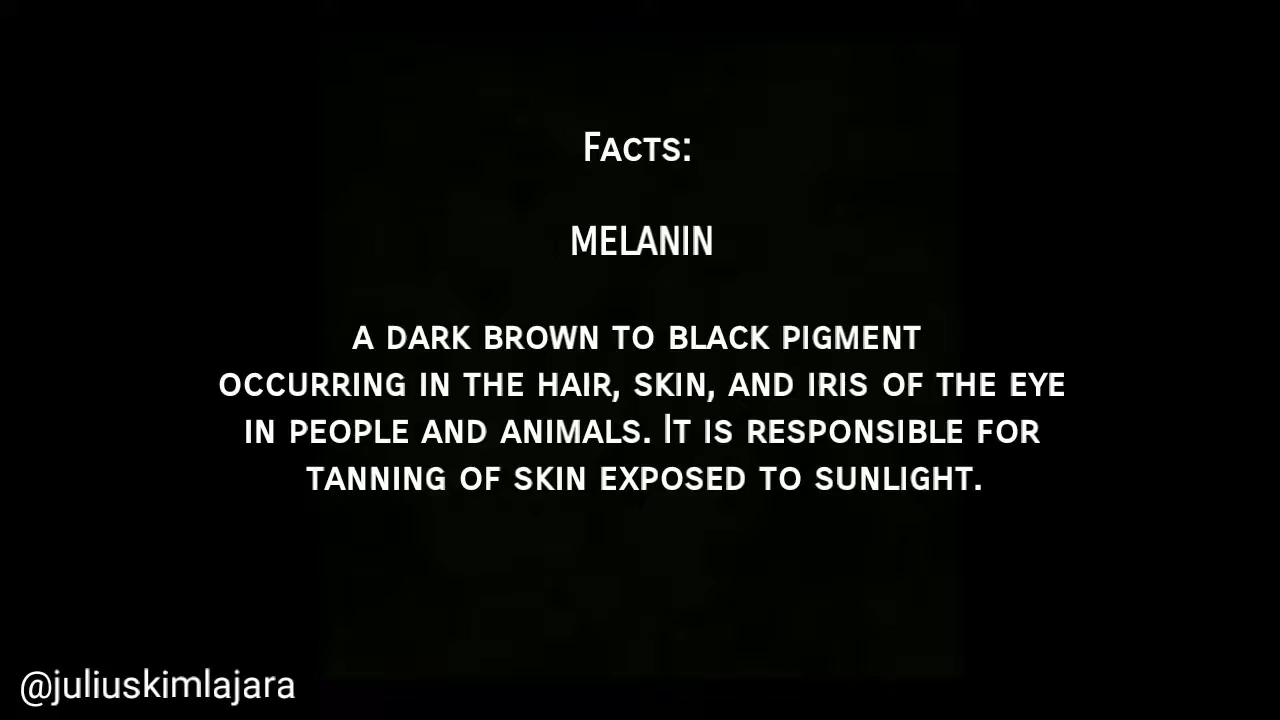 Facts:
MELANIN
A DARK BROWN TO BLACK PIGMENT
OCCURRING IN THE HAIR, SKIN, AND IRIS OF THE EYE
IN PEOPLE AND ANIMALS. IT IS RESPONSIBLE FOR
TANNING OF SKIN EXPOSED TO SUNLIGHT.
@juliuskimlajara